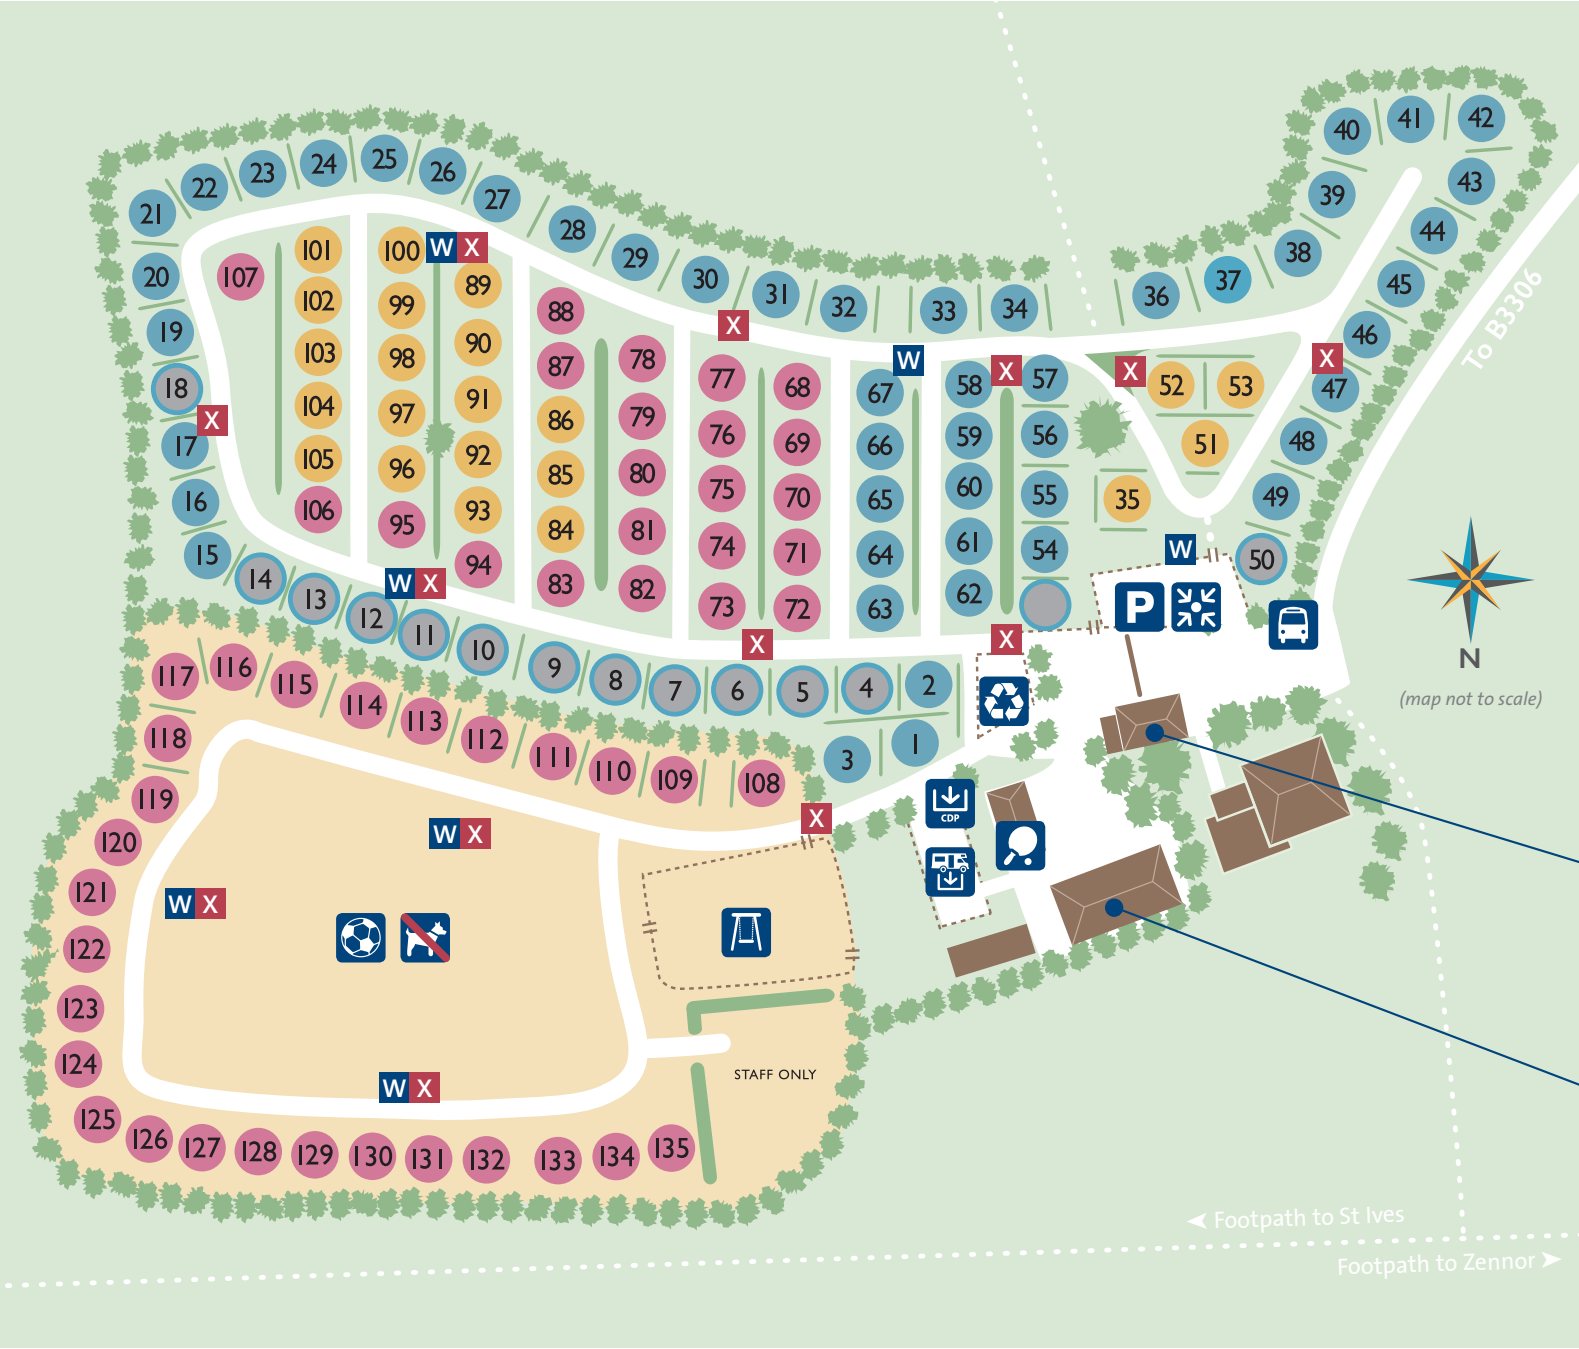 40 41 42
39 43
38 44
37 45
36 46
To B3306
21 22 23 24 25 26 27
28 29 30 31 32 33 34
20
19
18
X
17
16
15
107
101
102
103
104
105
106
100 W X
99
98
97
96
95
89
90
91
92
93
94
88
87
86
85
84
83
78
79
80
81
82
X
77
76
75
74
73
68
69
70
71
72
W
67
66
65
64
63
58
59
60
61
62
X
57
56
55
54
X
52 53
51
35
X
47
48
49
50
W
P
W X
14 13 12 11 10 9 8 7 6 5 4 2
X
X
3 1
N
(map not to scale)
117 116 115 114 113 112 111 110 109 108
X
118
119
120
121
122
123
124
125
126 127 128 129 130 131 132 133 134 135
W X
W X
W X
CDP
STAFF ONLY
Footpath to St Ives
Footpath to Zennor